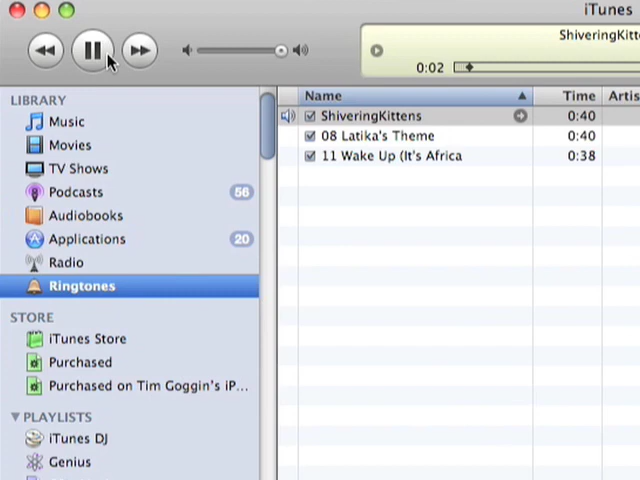 iTunes
ShiveringKitte
0:02
LIBRARY
Music
Movies
TV Shows
Podcasts 56
Audiobooks
Applications 20
Radio
Ringtones
STORE
iTunes Store
Purchased
Purchased on Tim Goggin's iP...
PLAYLISTS
iTunes DJ
Genius
Name Time Artis
ShiveringKittens 0:40
08 Latika's Theme 0:40
11 Wake Up (It's Africa 0:38